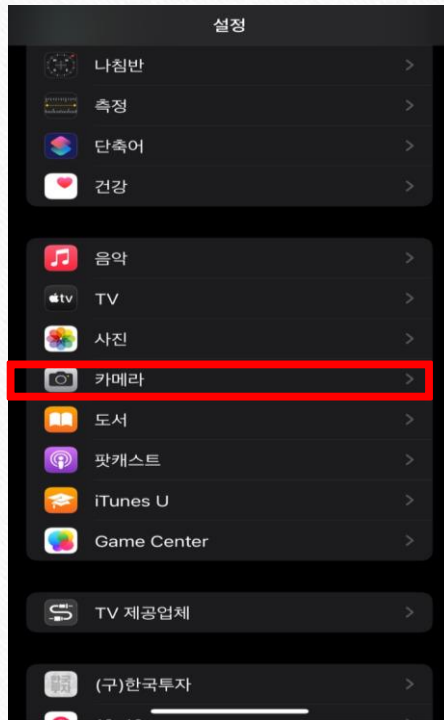 설정
나침반
측정
단축어
건강
음악
tv TV
사진
카메라
도서
팟캐스트
iTunes U
Game Center
TV 제공업체
(구)한국투자